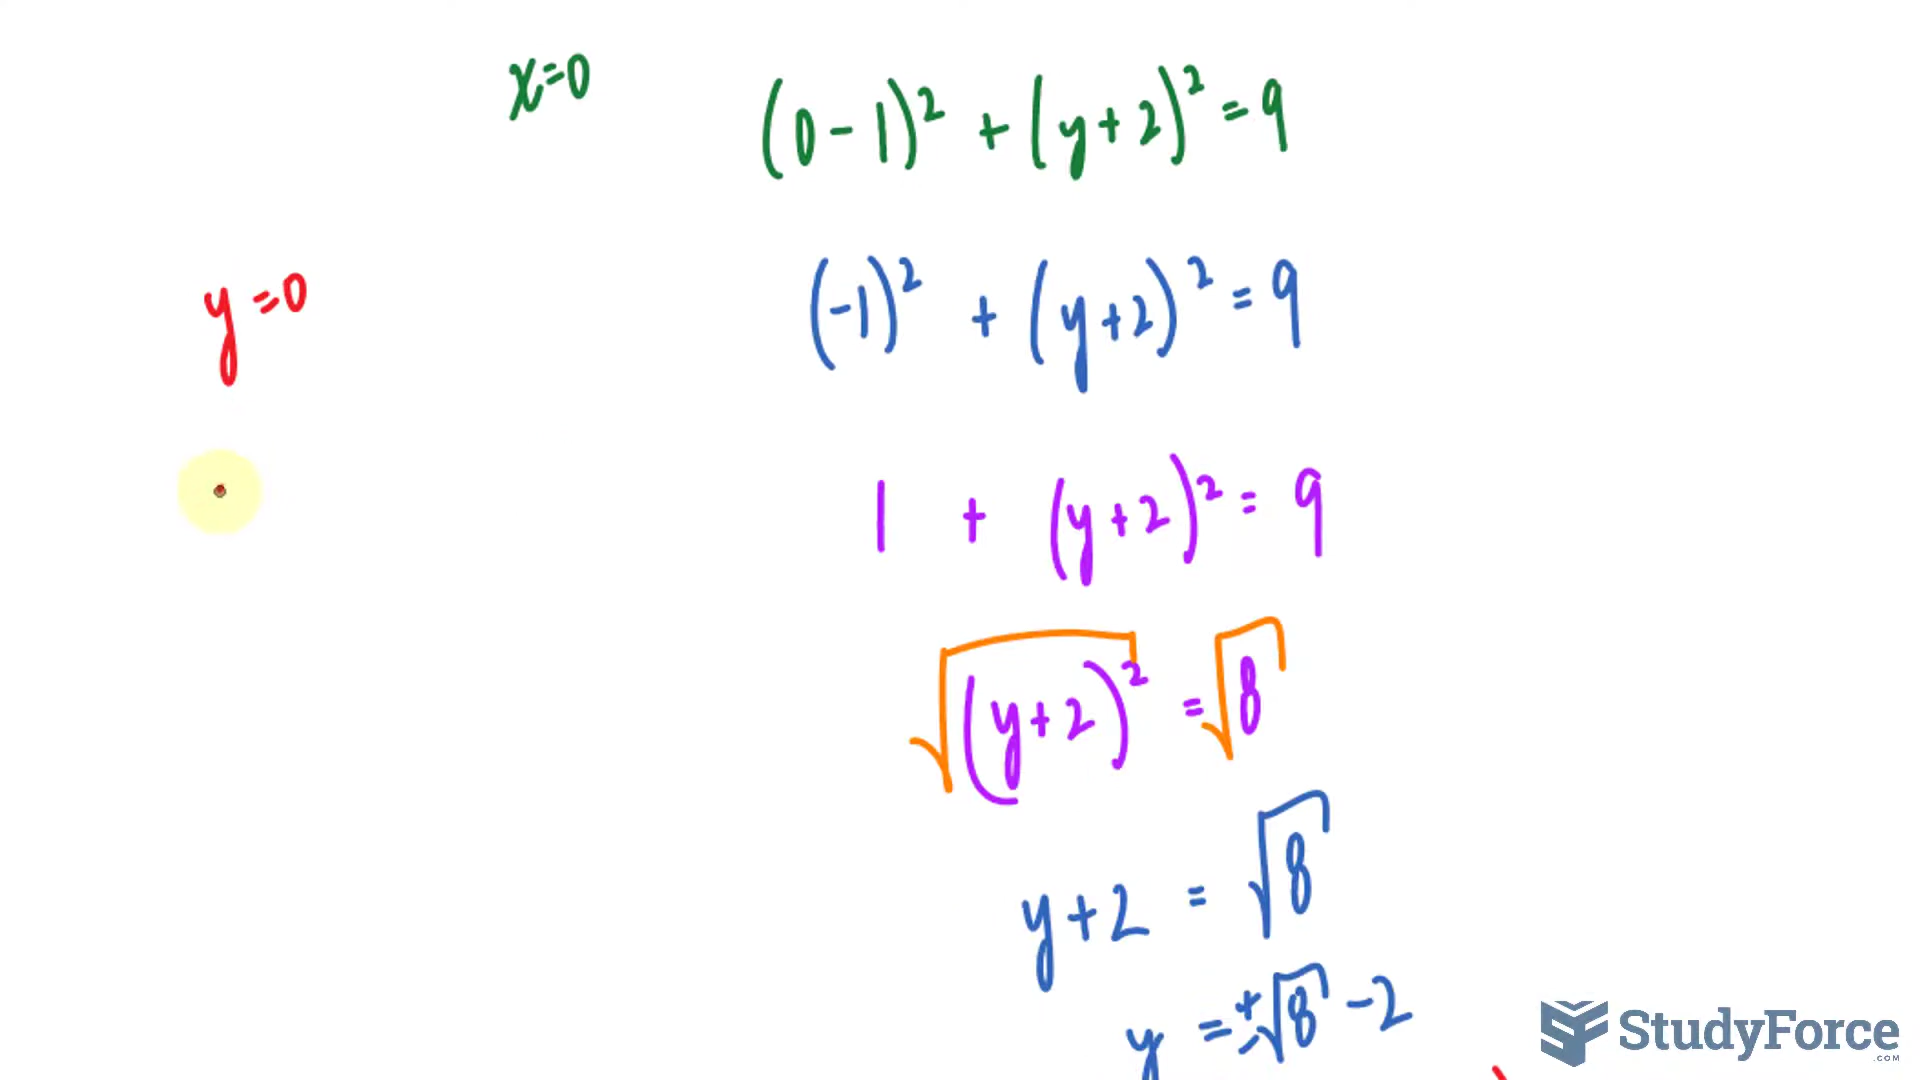 x=0
(0-1)² + (y+2)² = 9
y=0
(-1)² + (y+2)² = 9
1 + (y+2)² = 9
√(y+2)² = √8
y+2 = √8
y = ±√8 -2
StudyForce
.COM